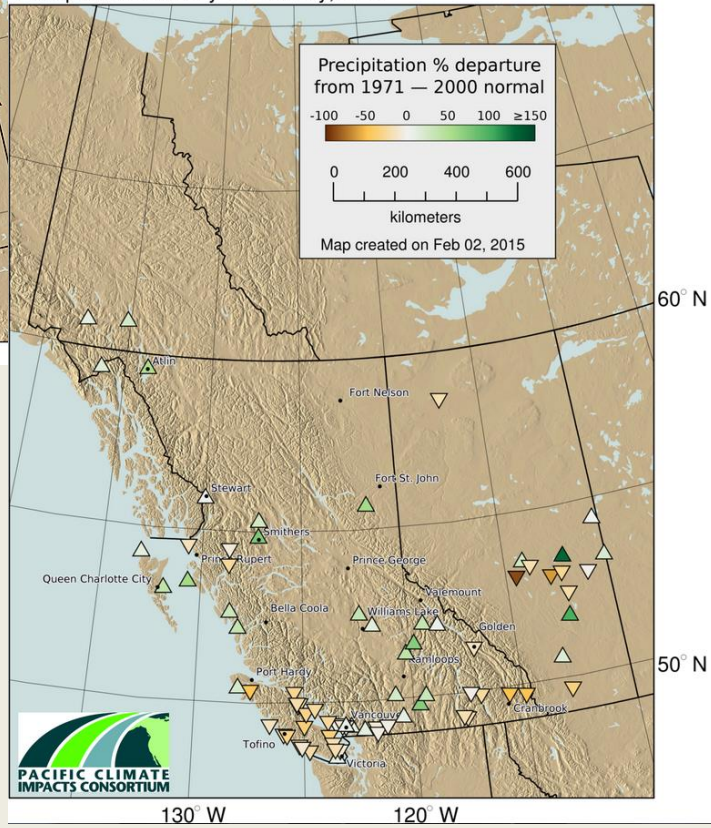 Precipitation % departure
from 1971 — 2000 normal
-100 -50 0 50 100 ≥150
0 200 400 600
kilometers
Map created on Feb 02, 2015
60° N
Atlin
Fort Nelson
Fort St. John
Stewart
Smithers
Prince Rupert
Prince George
Queen Charlotte City
Valemount
Bella Coola
Williams Lake
Golden
50° N
Kamloops
Port Hardy
Cranbrook
Vancouv
Tofino
Victoria
PACIFIC CLIMATE
IMPACTS CONSORTIUM
130° W 120° W